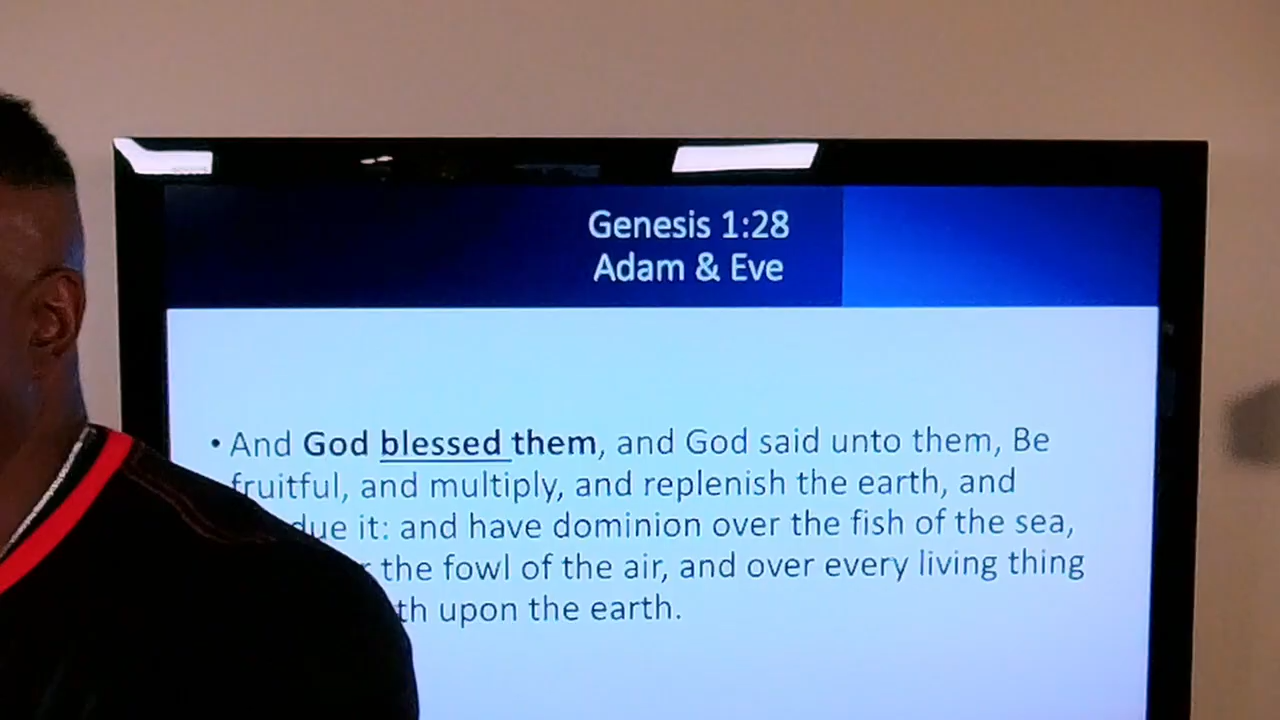 Genesis 1:28
Adam & Eve
• And God blessed them, and God said unto them, Be
fruitful, and multiply, and replenish the earth, and
due it: and have dominion over the fish of the sea,
the fowl of the air, and over every living thing
th upon the earth.